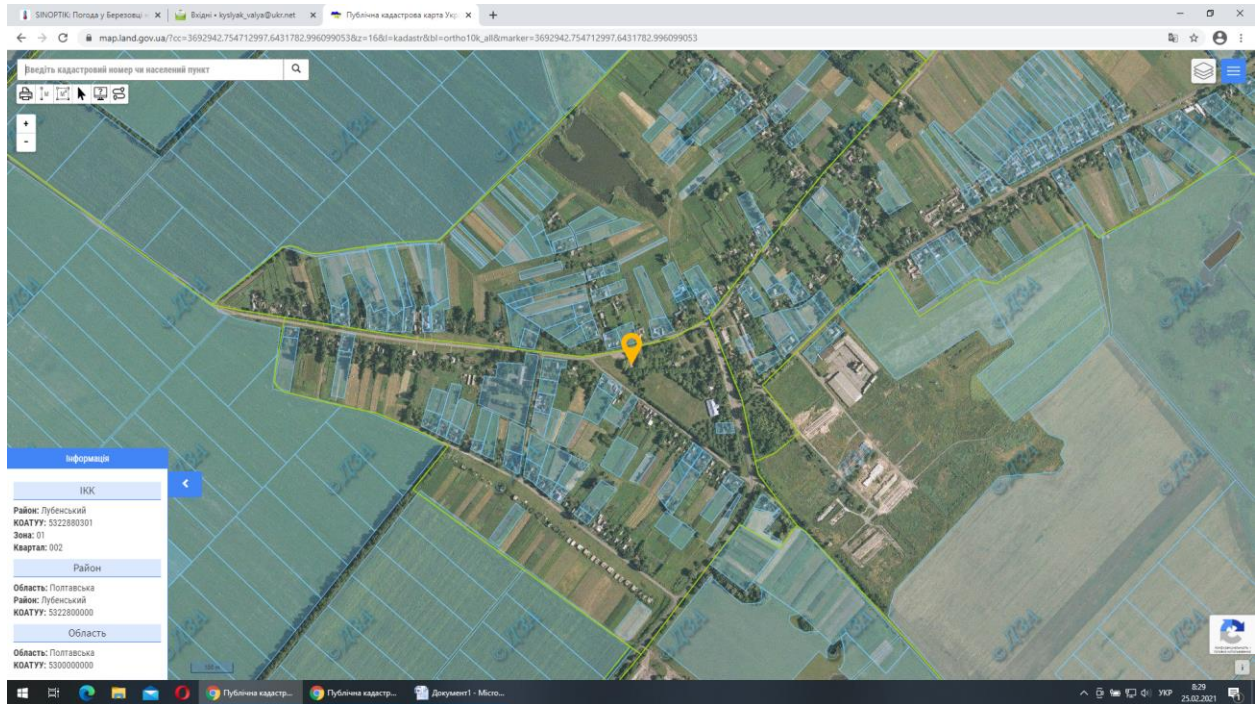 SINOPTIK: Погода у Березовці
Вхідні • kyslyak_valya@ukr.net
Публічна кадастрова карта Укр
map.land.gov.ua/?cc=3692942.754712997,6431782.996099053&z=16&l=kadastr&bl=ortho10k_all&marker=3692942.754712997,6431782.996099053
Введіть кадастровий номер чи населений пункт
+
-
Інформація
ІКК
Район: Лубенський
КОАТУУ: 5322880301
Зона: 01
Квартал: 002
Район
Область: Полтавська
Район: Лубенський
КОАТУУ: 5322800000
Область
Область: Полтавська
КОАТУУ: 5300000000
100 m
Публічна кадастр...
Публічна кадастр...
Документ1 - Micro...
УКР
8:29
25.02.2021